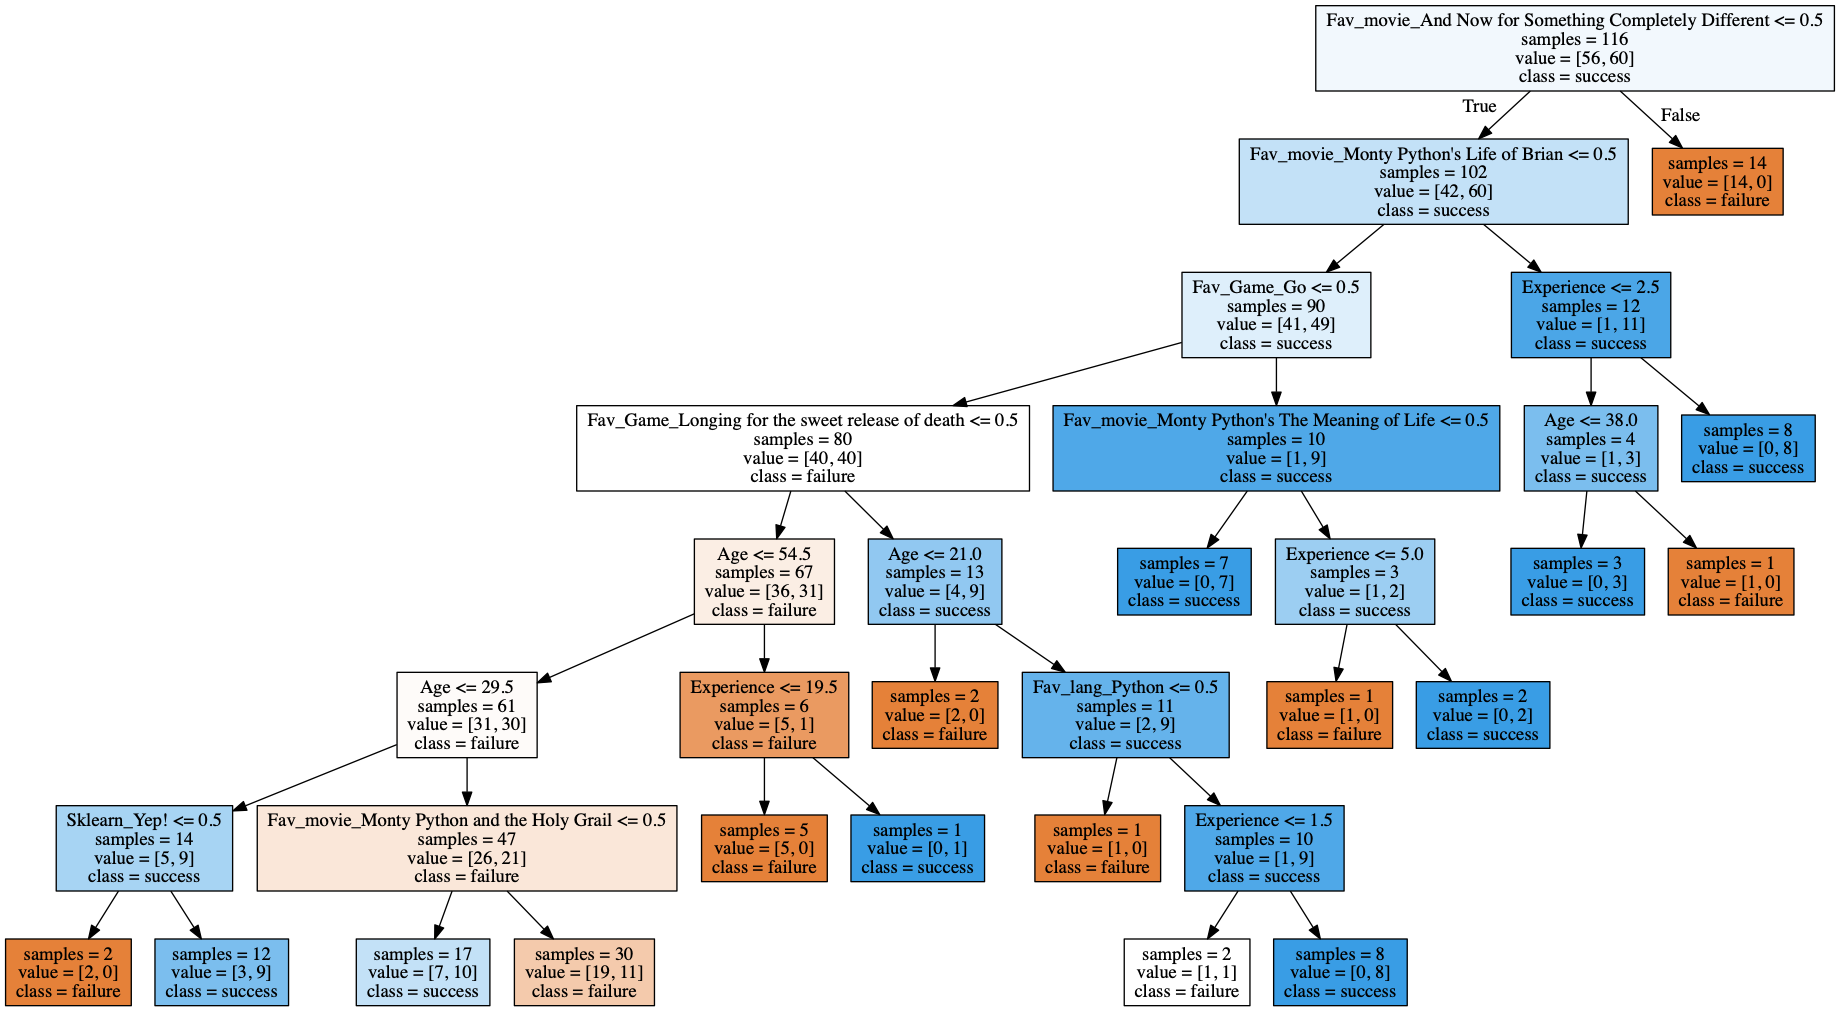 Fav_movie_And Now for Something Completely Different <= 0.5
samples = 116
value = [56, 60]
class = success
True
False
Fav_movie_Monty Python's Life of Brian <= 0.5
samples = 102
value = [42, 60]
class = success
samples = 14
value = [14, 0]
class = failure
Fav_Game_Go <= 0.5
samples = 90
value = [41, 49]
class = success
Experience <= 2.5
samples = 12
value = [1, 11]
class = success
Fav_Game_Longing for the sweet release of death <= 0.5
samples = 80
value = [40, 40]
class = failure
Fav_movie_Monty Python's The Meaning of Life <= 0.5
samples = 10
value = [1, 9]
class = success
Age <= 38.0
samples = 4
value = [1, 3]
class = success
samples = 8
value = [0, 8]
class = success
Age <= 54.5
samples = 67
value = [36, 31]
class = failure
Age <= 21.0
samples = 13
value = [4, 9]
class = success
samples = 7
value = [0, 7]
class = success
Experience <= 5.0
samples = 3
value = [1, 2]
class = success
samples = 3
value = [0, 3]
class = success
samples = 1
value = [1, 0]
class = failure
Age <= 29.5
samples = 61
value = [31, 30]
class = failure
Experience <= 19.5
samples = 6
value = [5, 1]
class = failure
samples = 2
value = [2, 0]
class = failure
Fav_lang_Python <= 0.5
samples = 11
value = [2, 9]
class = success
samples = 1
value = [1, 0]
class = failure
samples = 2
value = [0, 2]
class = success
Sklearn_Yep! <= 0.5
samples = 14
value = [5, 9]
class = success
Fav_movie_Monty Python and the Holy Grail <= 0.5
samples = 47
value = [26, 21]
class = failure
samples = 5
value = [5, 0]
class = failure
samples = 1
value = [0, 1]
class = success
samples = 1
value = [1, 0]
class = failure
Experience <= 1.5
samples = 10
value = [1, 9]
class = success
samples = 2
value = [2, 0]
class = failure
samples = 12
value = [3, 9]
class = success
samples = 17
value = [7, 10]
class = success
samples = 30
value = [19, 11]
class = failure
samples = 2
value = [1, 1]
class = failure
samples = 8
value = [0, 8]
class = success